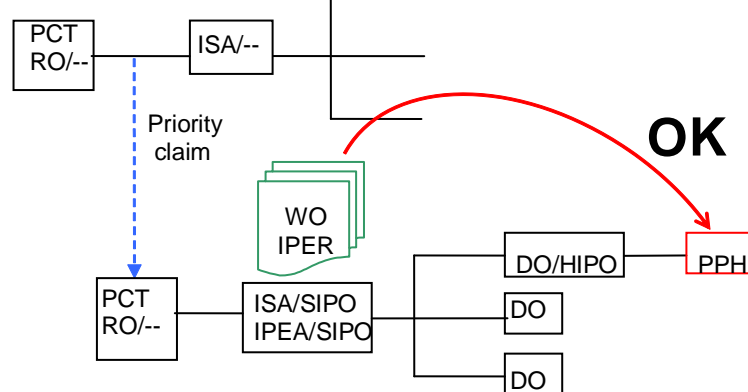 PCT
RO/--
ISA/--
Priority
claim
OK
WO
IPER
PCT
RO/--
ISA/SIPO
IPEA/SIPO
DO/HIPO
PPH
DO
DO